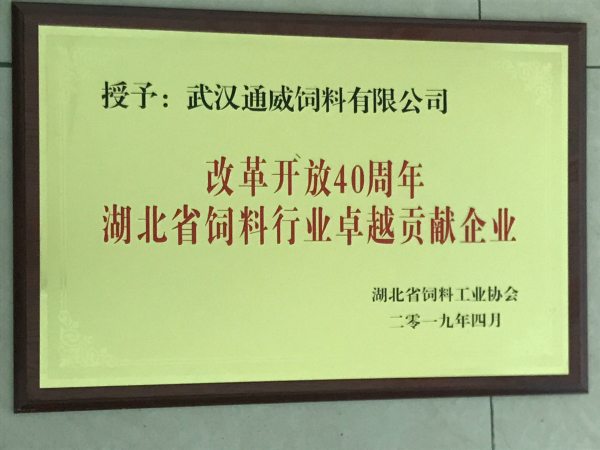 授予：武汉通威饲料有限公司
改革开放40周年
湖北省饲料行业卓越贡献企业
湖北省饲料工业协会
二零一九年四月